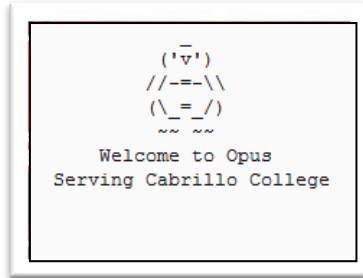 _
('v')
//-=-\\
(\_=_/)
~~ ~~
Welcome to Opus
Serving Cabrillo College